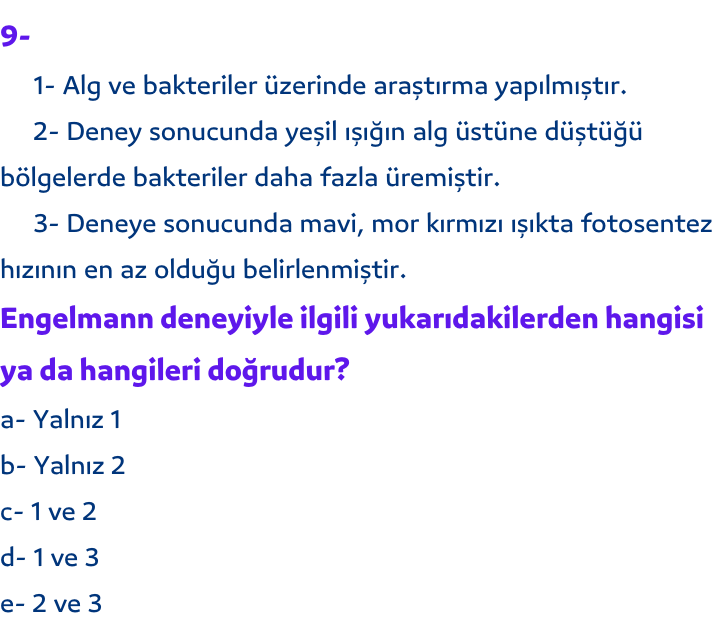 9-
1- Alg ve bakteriler üzerinde araştırma yapılmıştır.
2- Deney sonucunda yeşil ışığın alg üstüne düştüğü
bölgelerde bakteriler daha fazla üremiştir.
3- Deneye sonucunda mavi, mor kırmızı ışıkta fotosentez
hızının en az olduğu belirlenmiştir.
Engelmann deneyiyle ilgili yukarıdakilerden hangisi
ya da hangileri doğrudur?
a- Yalnız 1
b- Yalnız 2
c- 1 ve 2
d- 1 ve 3
e- 2 ve 3